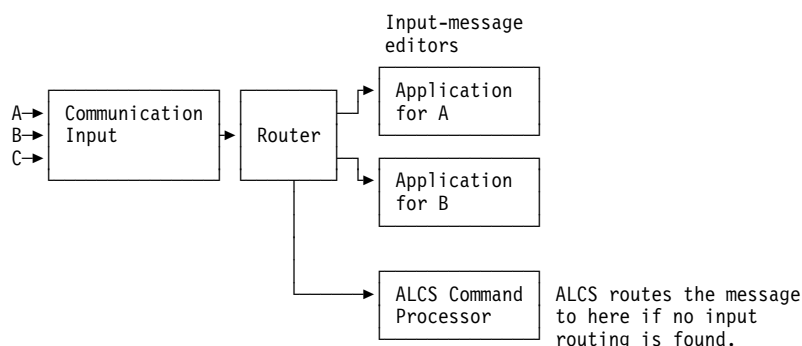 Input-message
editors
A
B
C
Communication
Input
Router
Application
for A
Application
for B
ALCS Command
Processor
ALCS routes the message
to here if no input
routing is found.